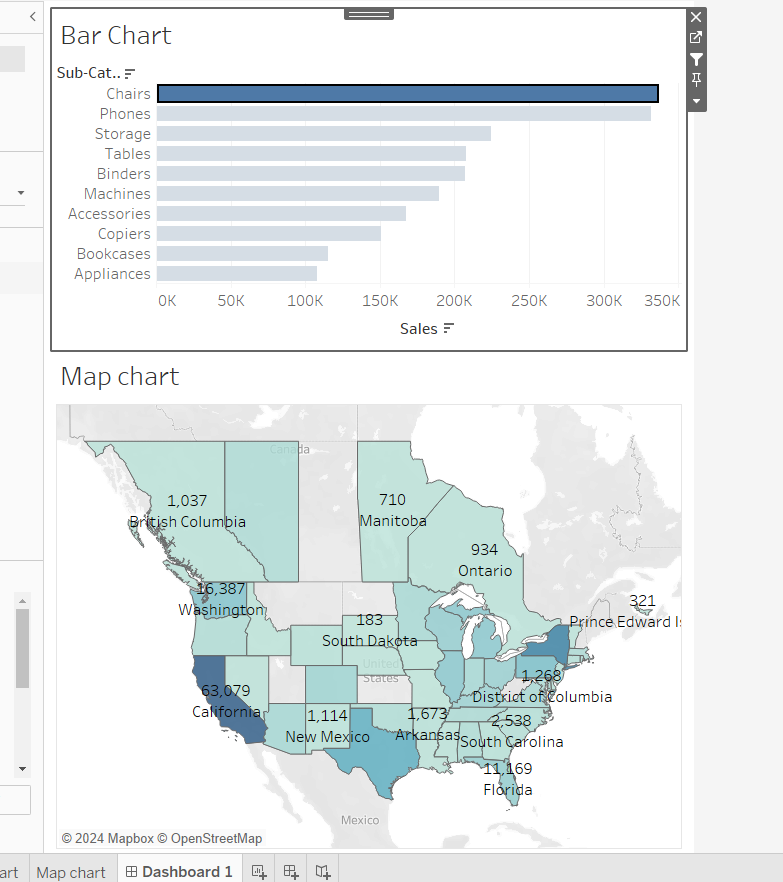 Bar Chart
Sub-Cat..
Chairs
Phones
Storage
Tables
Binders
Machines
Accessories
Copiers
Bookcases
Appliances
0K 50K 100K 150K 200K 250K 300K 350K
Sales
Map chart
Canada
1,037
British Columbia
710
Manitoba
934
Ontario
16,387
Washington
321
Prince Edward Is
183
South Dakota
United
States
1,268
District of Columbia
63,079
California
1,114
New Mexico
1,673
Arkansas
2,538
South Carolina
11,169
Florida
Mexico
© 2024 Mapbox © OpenStreetMap
art Map chart Dashboard 1